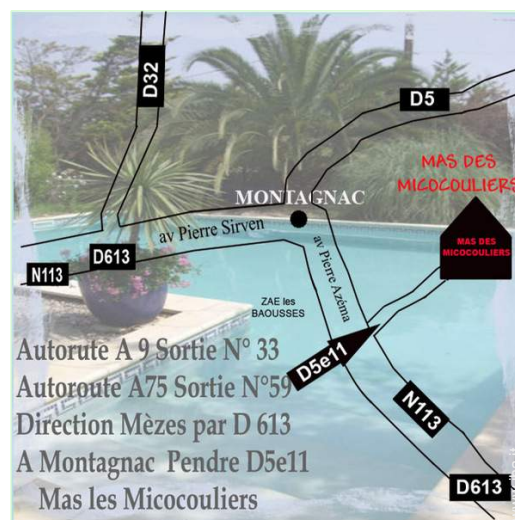 D32
D5
MAS DES
MICOCOULIERS
MONTAGNAC
av Pierre Sirven
D613
N113
av Pierre Azéma
MAS DES
MICOCOULIERS
ZAE les
BAOUSSES
D5e11
N113
D613
Autorute A 9 Sortie N° 33
Autoroute A75 Sortie N°59
Direction Mèzes par D 613
A Montagnac Pendre D5e11
Mas les Micocouliers